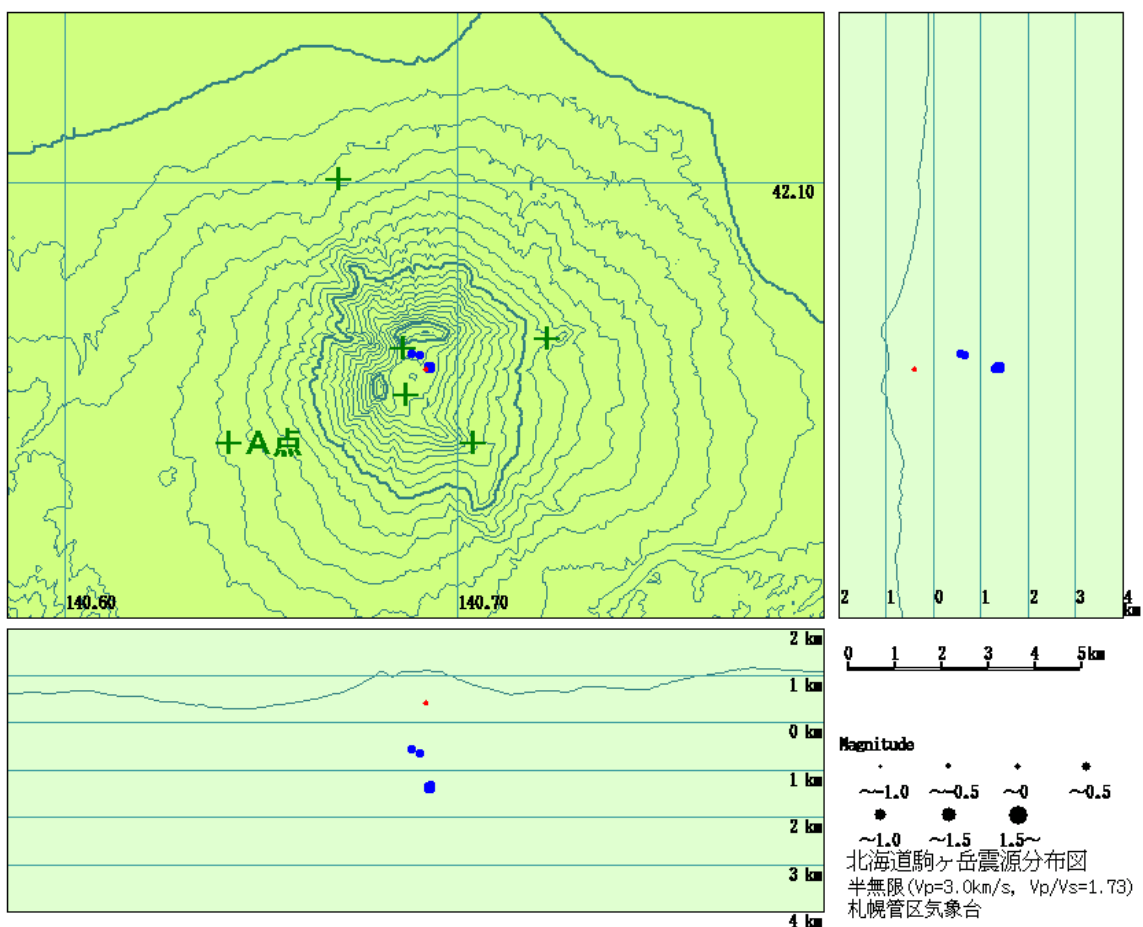 42.10
A点
140.60
140.70
2 1 0 1 2 3 4
km
2 km
1 km
0 km
1 km
2 km
3 km
4 km
0 1 2 3 4 5km
Magnitude
~-1.0 ~-0.5 ~0 ~0.5
~1.0 ~1.5 1.5~
北海道駒ヶ岳震源分布図
半無限(Vp=3.0km/s, Vp/Vs=1.73)
札幌管区気象台